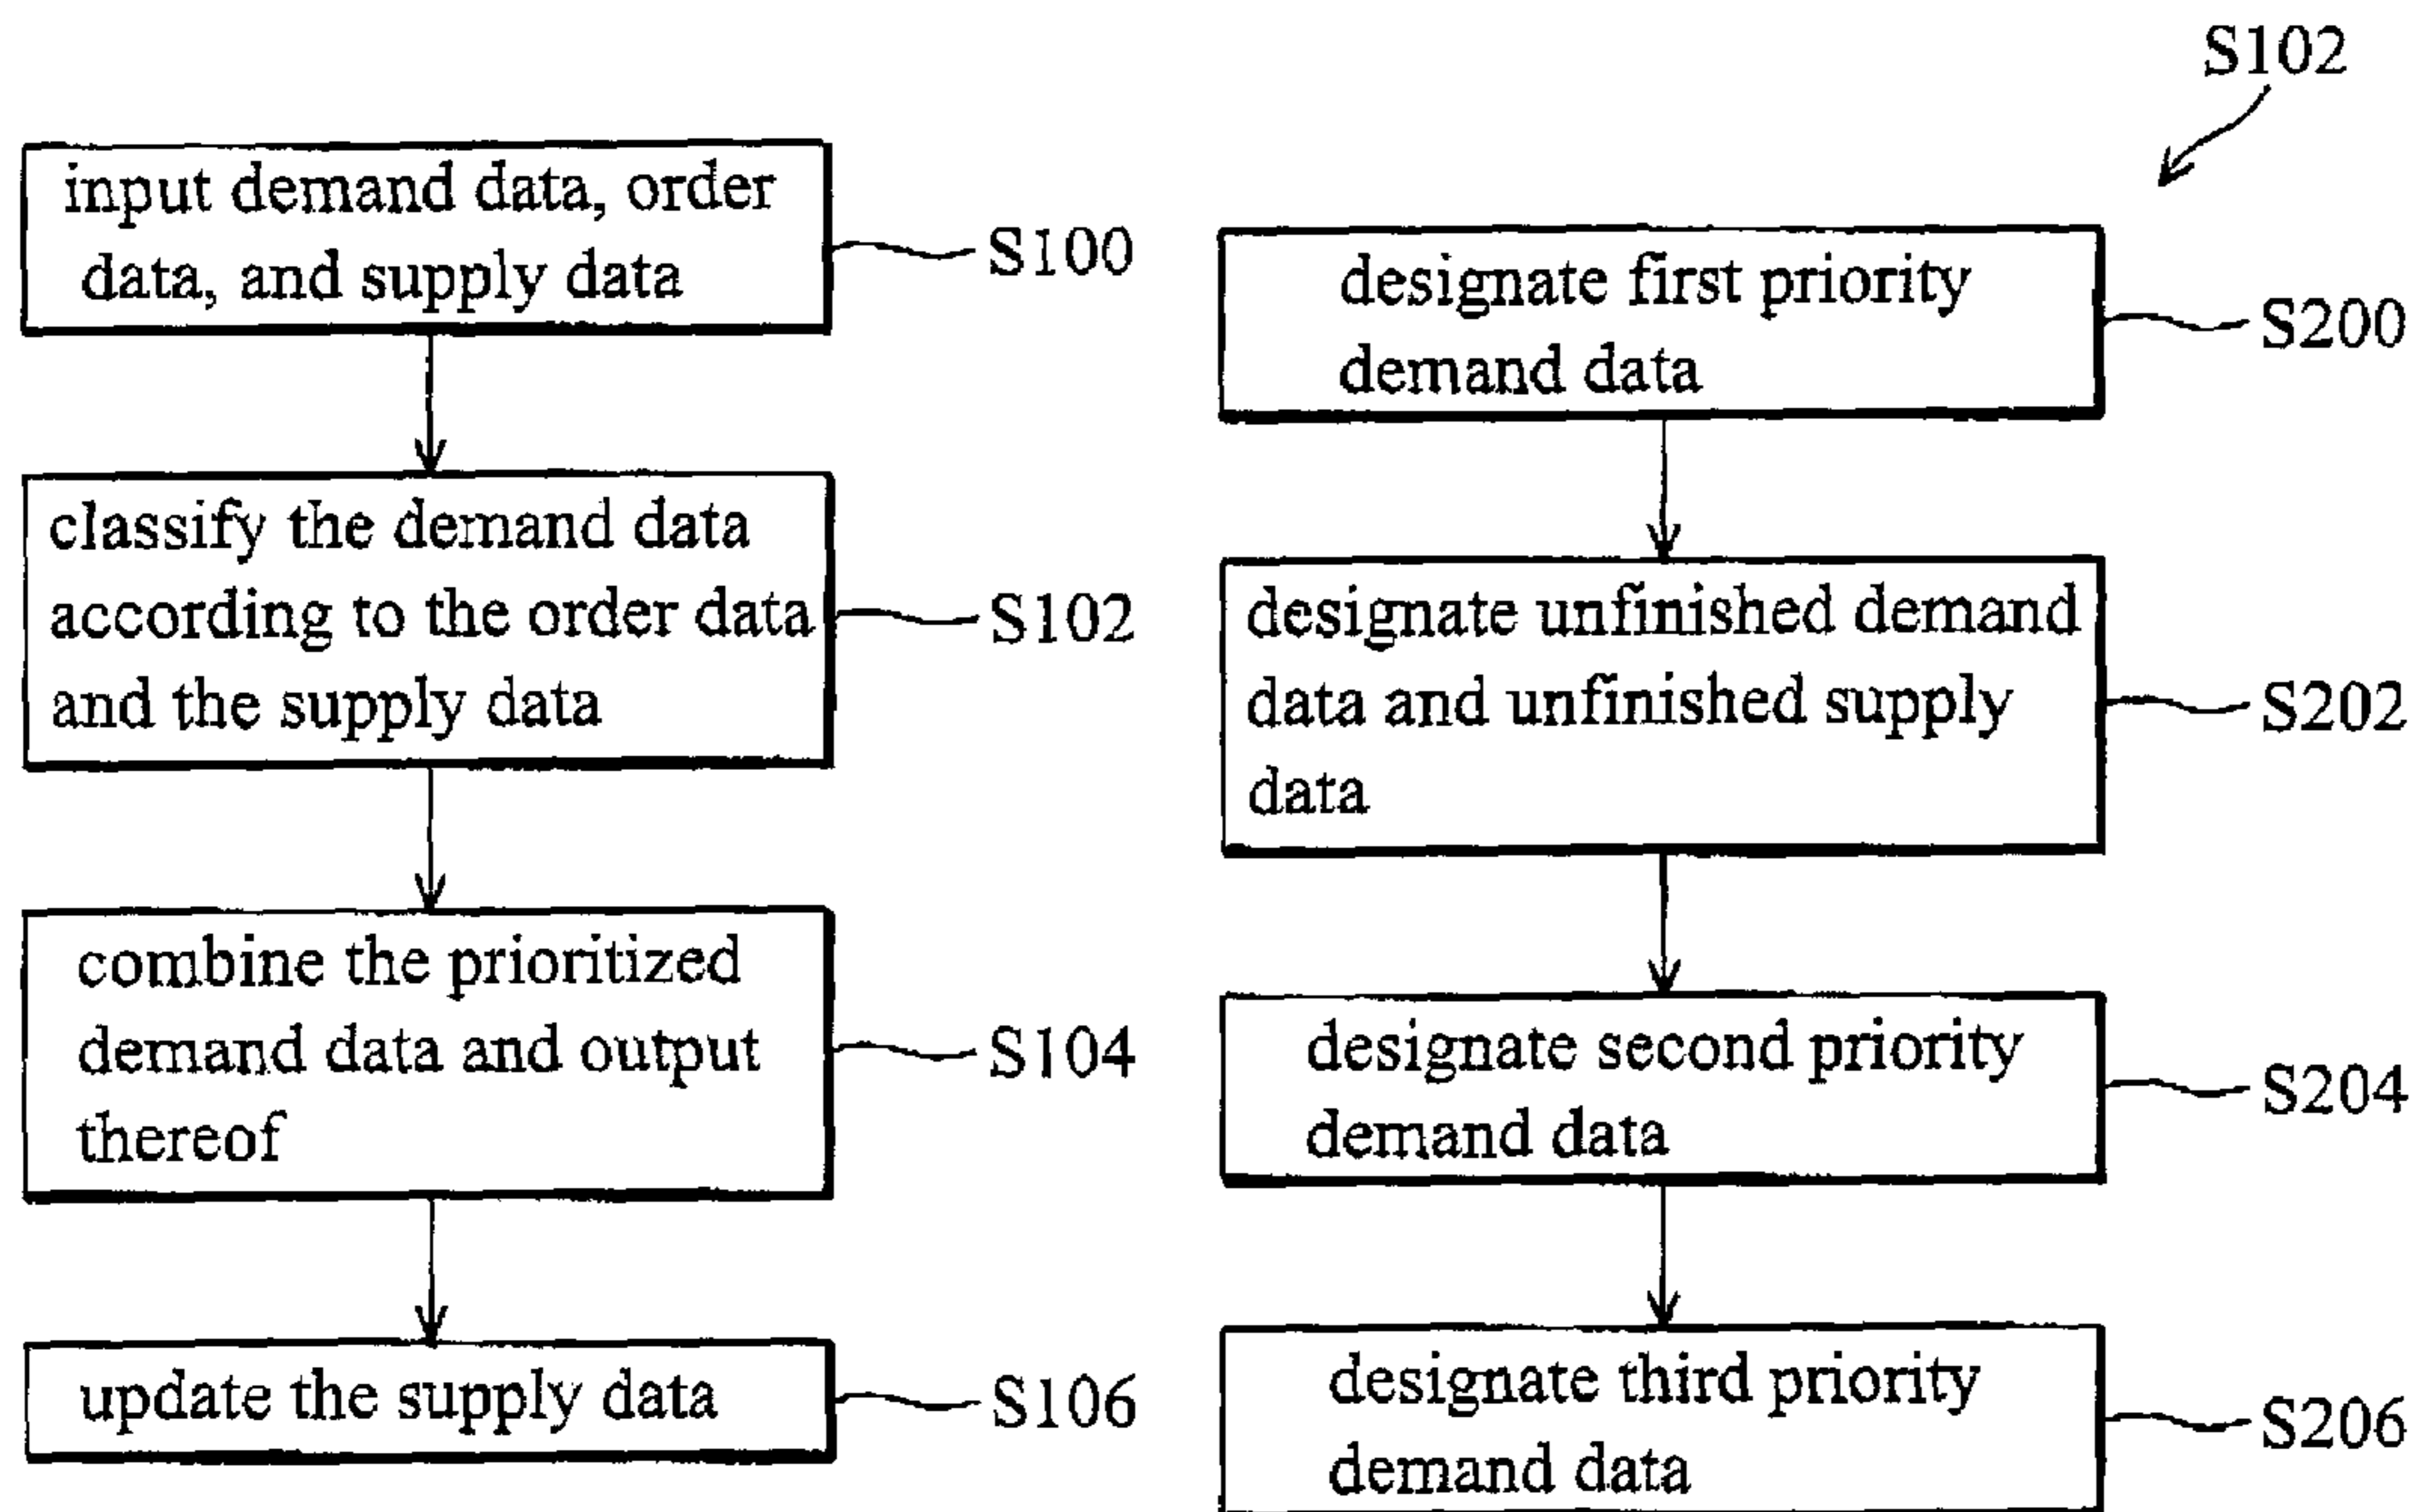 input demand data, order
data, and supply data
S100
classify the demand data
according to the order data
and the supply data
S102
combine the prioritized
demand data and output
thereof
S104
update the supply data
S106
S102
designate first priority
demand data
S200
designate unfinished demand
data and unfinished supply
data
S202
designate second priority
demand data
S204
designate third priority
demand data
S206